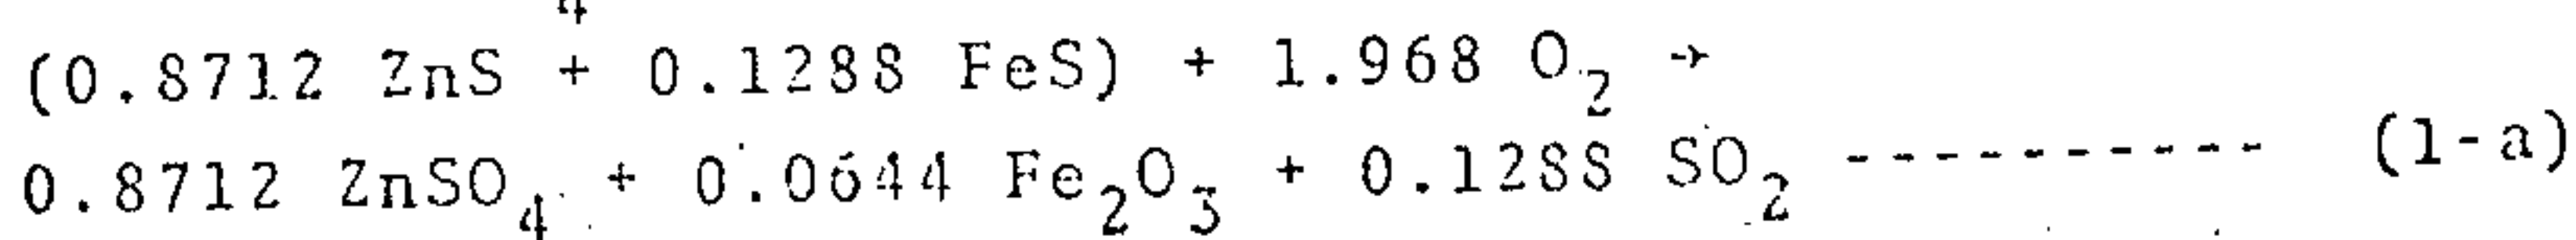 4
(0.8712 ZnS + 0.1288 FeS) + 1.968 O₂ →
0.8712 ZnSO₄ + 0.0644 Fe₂O₃ + 0.1288 SO₂ ---------- (1-a)